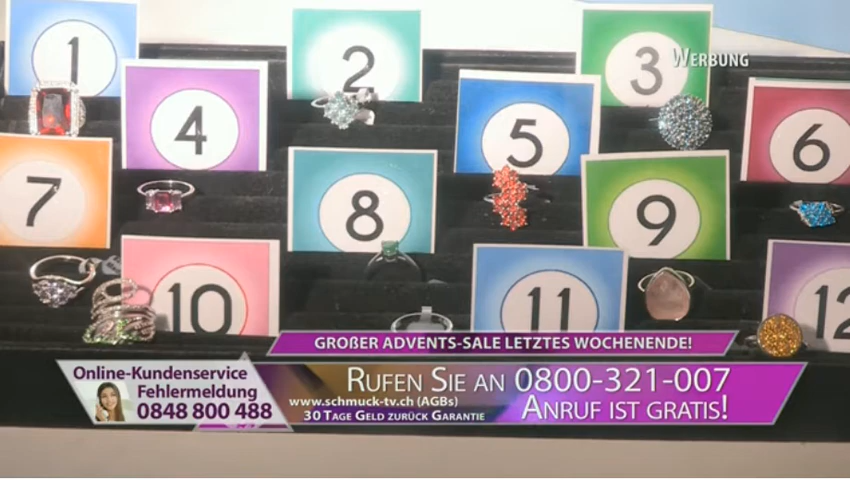 1
2
3
WERBUNG
4
5
6
7
8
9
10
11
12
GROẞER ADVENTS-SALE LETZTES WOCHENENDE!
Online-Kundenservice
Fehlermeldung
0848 800 488
RUFEN SIE AN 0800-321-007
www.schmuck-tv.ch (AGBs)
30 TAGE GELD ZURÜCK GARANTIE
ANRUF IST GRATIS!